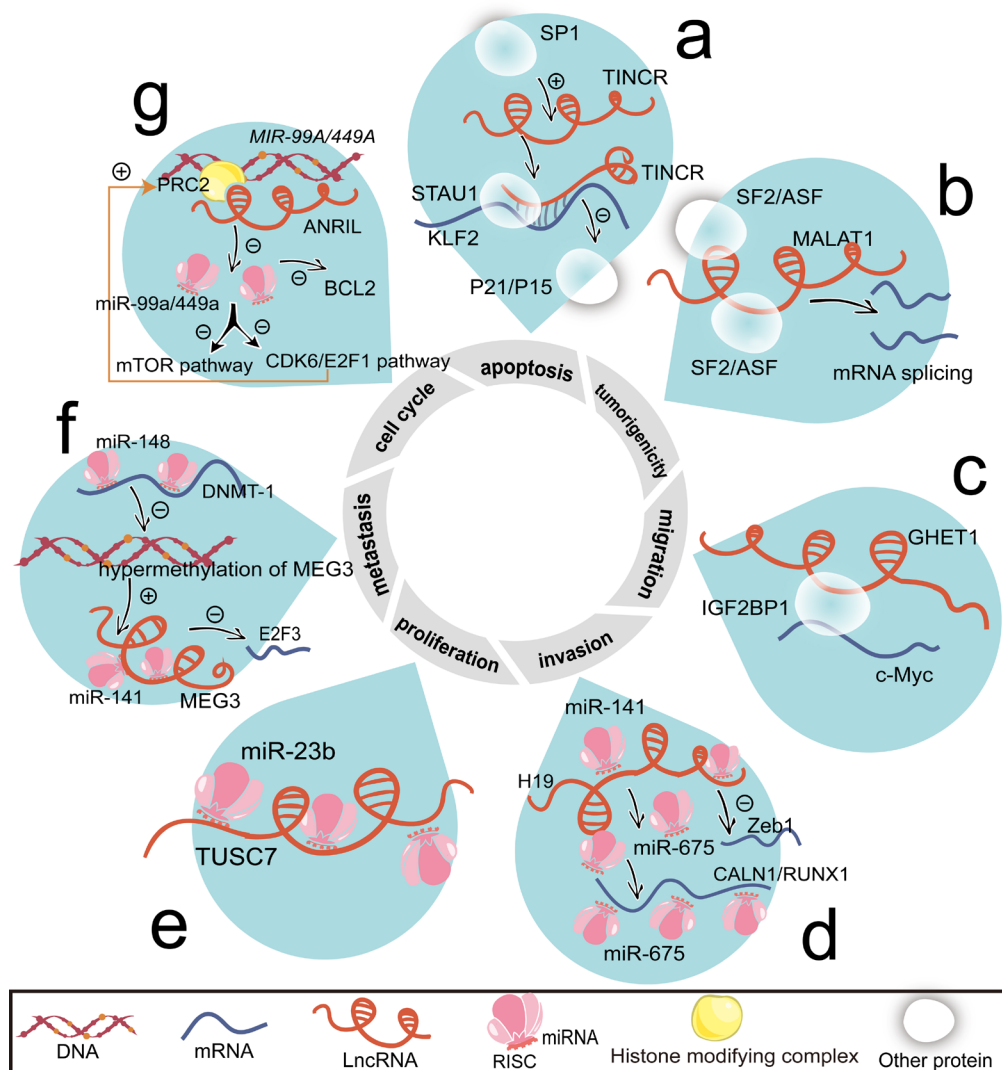 a
SP1
TINCR
TINCR
STAU1
KLF2
P21/P15
b
SF2/ASF
MALAT1
SF2/ASF
mRNA splicing
c
GHET1
IGF2BP1
c-Myc
d
miR-141
H19
Zeb1
miR-675
CALN1/RUNX1
miR-675
e
miR-23b
TUSC7
f
miR-148
DNMT-1
hypermethylation of MEG3
E2F3
miR-141
MEG3
g
MIR-99A/449A
PRC2
ANRIL
miR-99a/449a
BCL2
mTOR pathway
CDK6/E2F1 pathway
apoptosis
tumorigenicity
migration
invasion
proliferation
metastasis
cell cycle
DNA
mRNA
LncRNA
miRNA
RISC
Histone modifying complex
Other protein